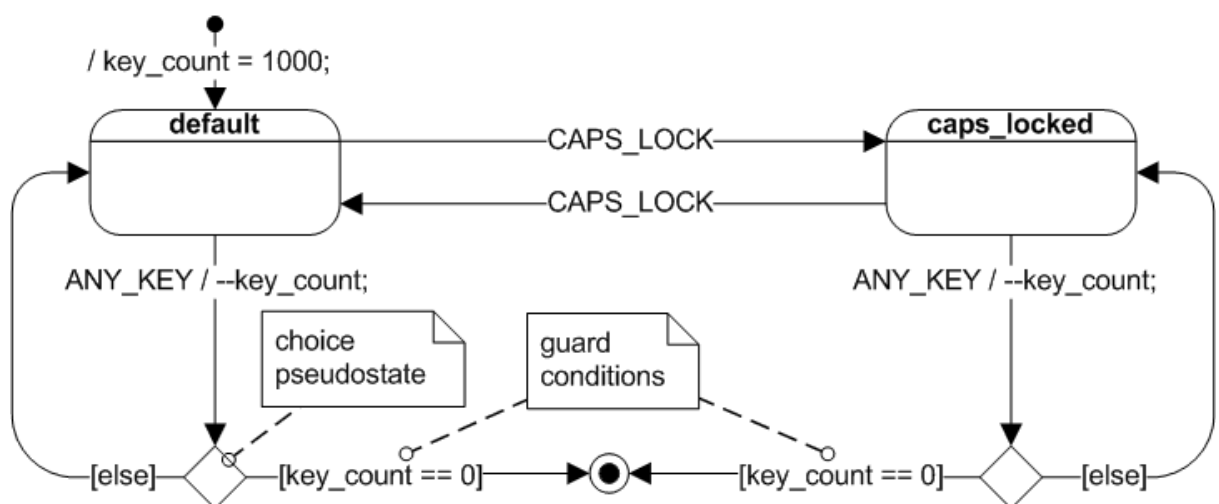 / key_count = 1000;
default
caps_locked
CAPS_LOCK
CAPS_LOCK
ANY_KEY / --key_count;
ANY_KEY / --key_count;
choice
pseudostate
guard
conditions
[else]
[key_count == 0]
[key_count == 0]
[else]